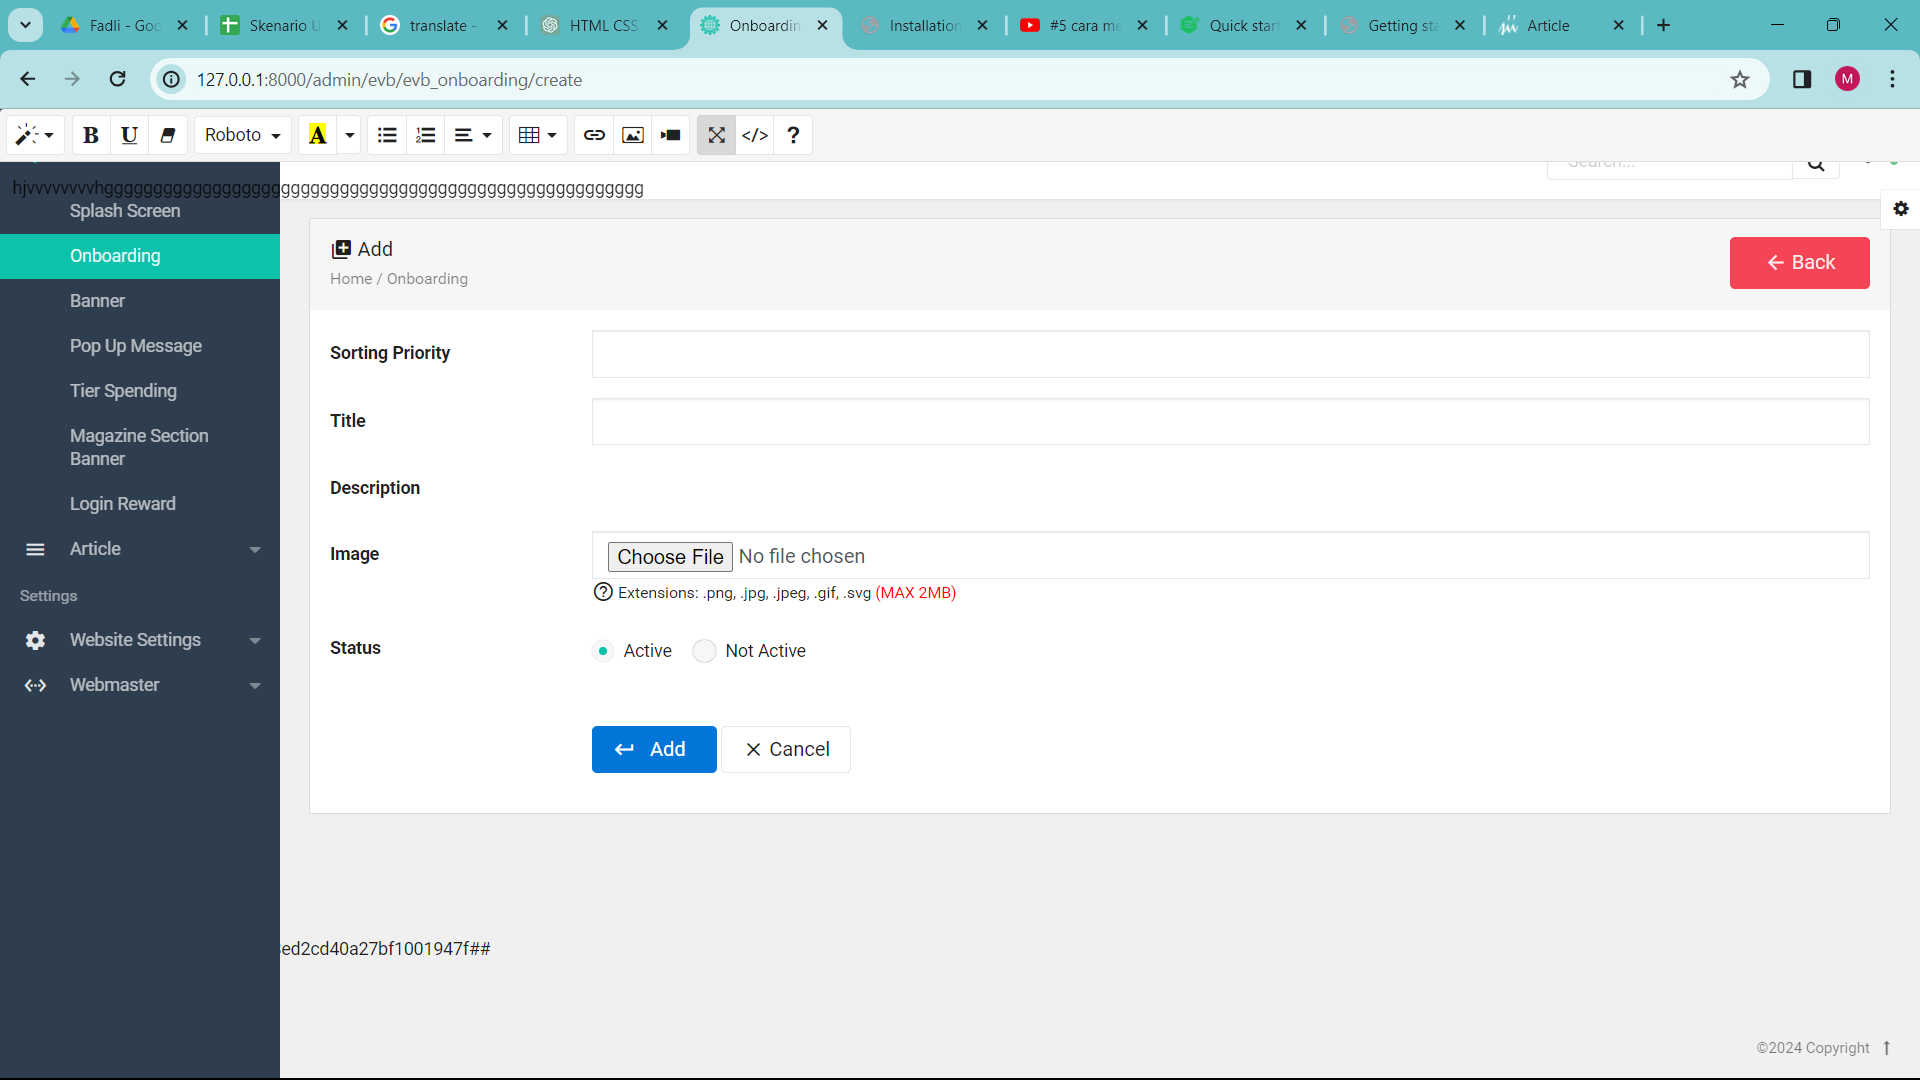 Fadli - Goo
Skenario U
translate -
HTML CSS
Onboardin
Installation
#5 cara me
Quick start
Getting sta
Article
127.0.0.1:8000/admin/evb/evb_onboarding/create
M
B U Roboto A </> ?
Search...
Splash Screen
Onboarding
Banner
Pop Up Message
Tier Spending
Magazine Section
Banner
Login Reward
Article
Settings
Website Settings
Webmaster
Add
Home / Onboarding
Back
Sorting Priority
Title
Description
Image
Choose File No file chosen
Extensions: .png, .jpg, .jpeg, .gif, .svg (MAX 2MB)
Status
Active Not Active
Add
Cancel
ed2cd40a27bf1001947f##
©2024 Copyright